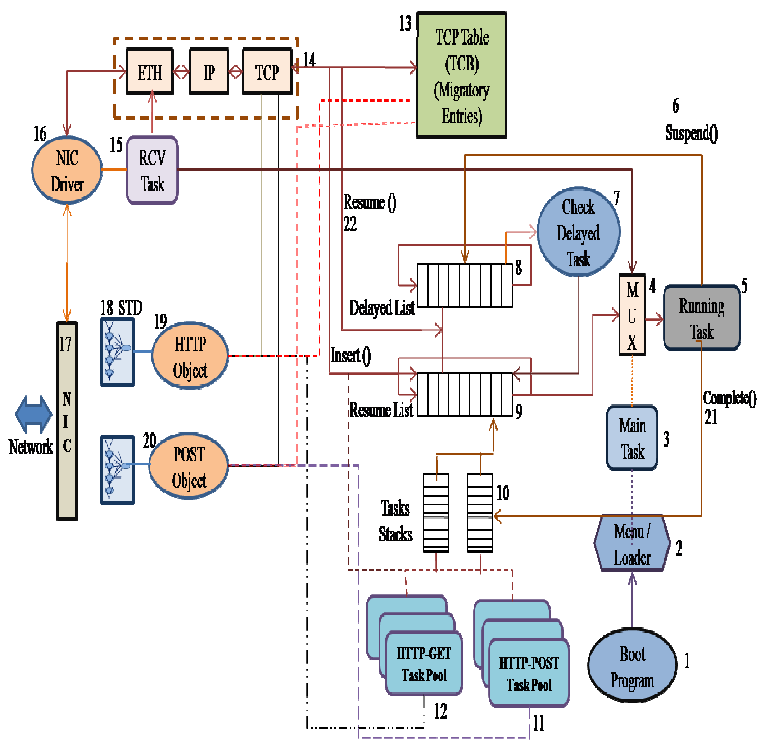 13
TCP Table
(TCB)
(Migratory
Entries)
14
ETH
IP
TCP
6
Suspend()
16
NIC
Driver
15
RCV
Task
7
Check
Delayed
Task
Resume ()
22
8
Delayed List
4
M
U
X
5
Running
Task
18 STD
19
HTTP
Object
17
N
I
C
Network
Insert ()
Resume List
9
Complete()
21
Main
Task
3
20
POST
Object
10
Tasks
Stacks
Menu /
Loader
2
HTTP-GET
Task Pool
12
HTTP-POST
Task Pool
11
Boot
Program
1